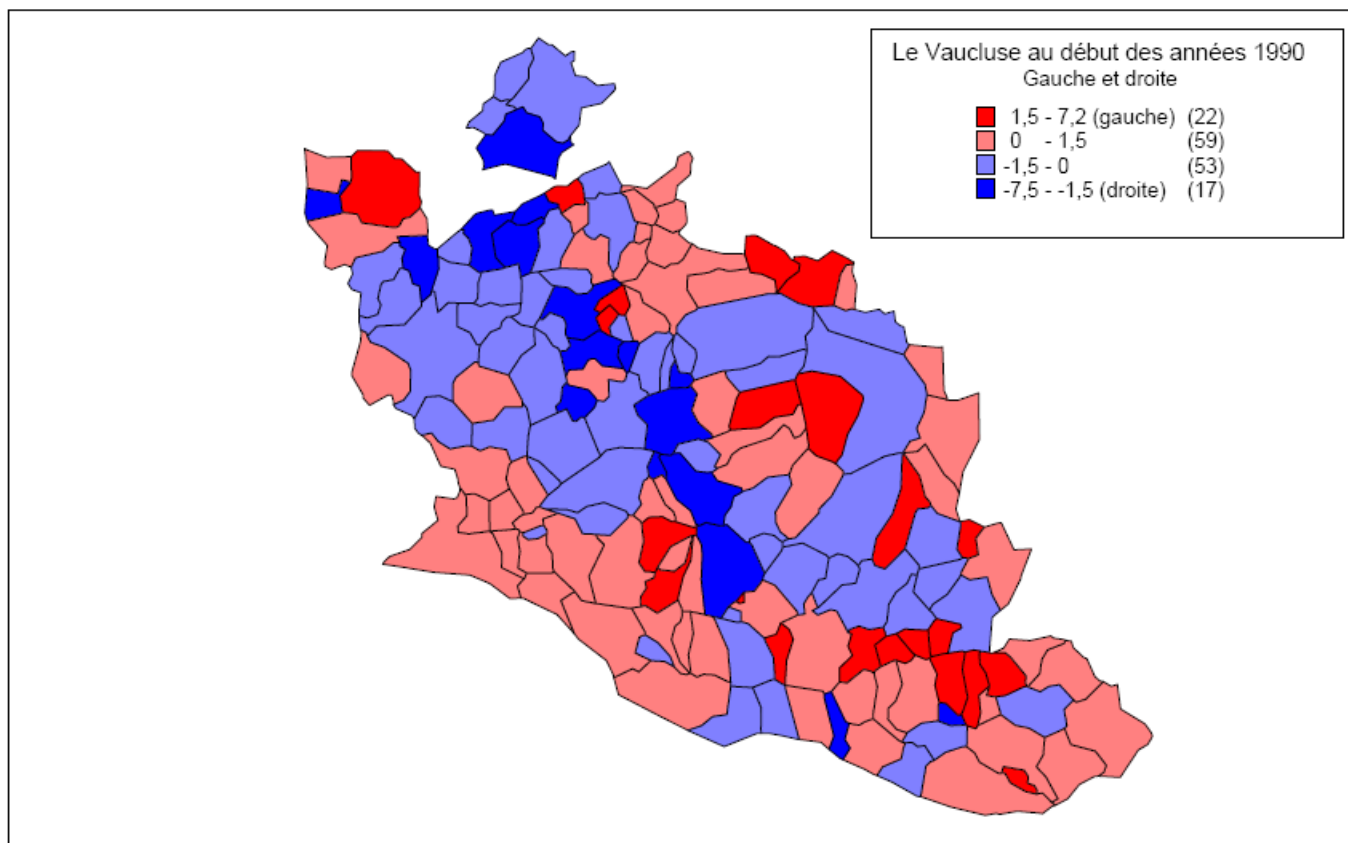 Le Vaucluse au début des années 1990
Gauche et droite
1,5 - 7,2 (gauche) (22)
0 - 1,5 (59)
-1,5 - 0 (53)
-7,5 - -1,5 (droite) (17)